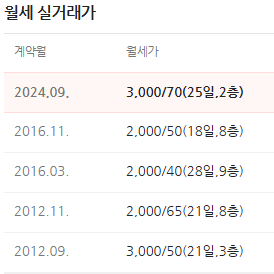 월세 실거래가
계약월 월세가
2024.09. 3,000/70(25일,2층)
2016.11. 2,000/50(18일,8층)
2016.03. 2,000/40(28일,9층)
2012.11. 2,000/65(21일,8층)
2012.09. 3,000/50(21일,3층)